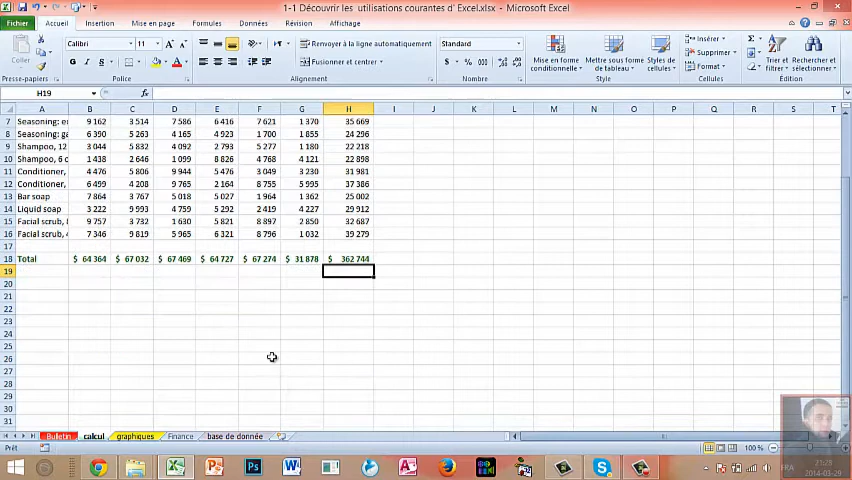 1-1 Découvrir les utilisations courantes d' Excel.xlsx - Microsoft Excel
Fichier Accueil Insertion Mise en page Formules Données Révision Affichage
Calibri 11 Renvoyer à la ligne automatiquement Standard Insérer
Coller G I S Fusionner et centrer $ % 000 Mise en forme conditionnelle Mettre sous forme de tableau Styles de cellules Supprimer Format Trier et filtrer Rechercher et sélectionner
Presse-papiers Police Alignement Nombre Style Cellules Édition
H19 fx
A B C D E F G H I J K L M N O P Q R S T
7 Seasoning: 9 162 3 514 7 586 6 416 7 621 1 370 35 669
8 Seasoning: 6 390 5 263 4 165 4 923 1 700 1 855 24 296
9 Shampoo, 12 3 044 5 832 4 092 2 793 5 277 1 180 22 218
10 Shampoo, 6 o 1 438 2 646 1 099 8 826 4 768 4 121 22 898
11 Conditioner, 4 476 5 806 9 944 5 476 3 049 3 230 31 981
12 Conditioner, 6 499 4 208 9 765 2 164 8 755 5 995 37 386
13 Bar soap 7 864 3 767 5 018 5 027 1 964 1 362 25 002
14 Liquid soap 3 222 9 993 4 759 5 292 2 419 4 227 29 912
15 Facial scrub, 9 757 3 732 1 630 5 821 8 897 2 850 32 687
16 Facial scrub, 7 346 9 819 5 965 6 321 8 796 1 032 39 279
17
18 Total $ 64 364 $ 67 032 $ 67 469 $ 64 727 $ 67 274 $ 31 878 $ 362 744
19
20
21
22
23
24
25
26
27
28
29
30
31
Bulletin calcul graphiques Finance base de donnée
Prêt 100 %
FR 21:23
2014-03-29